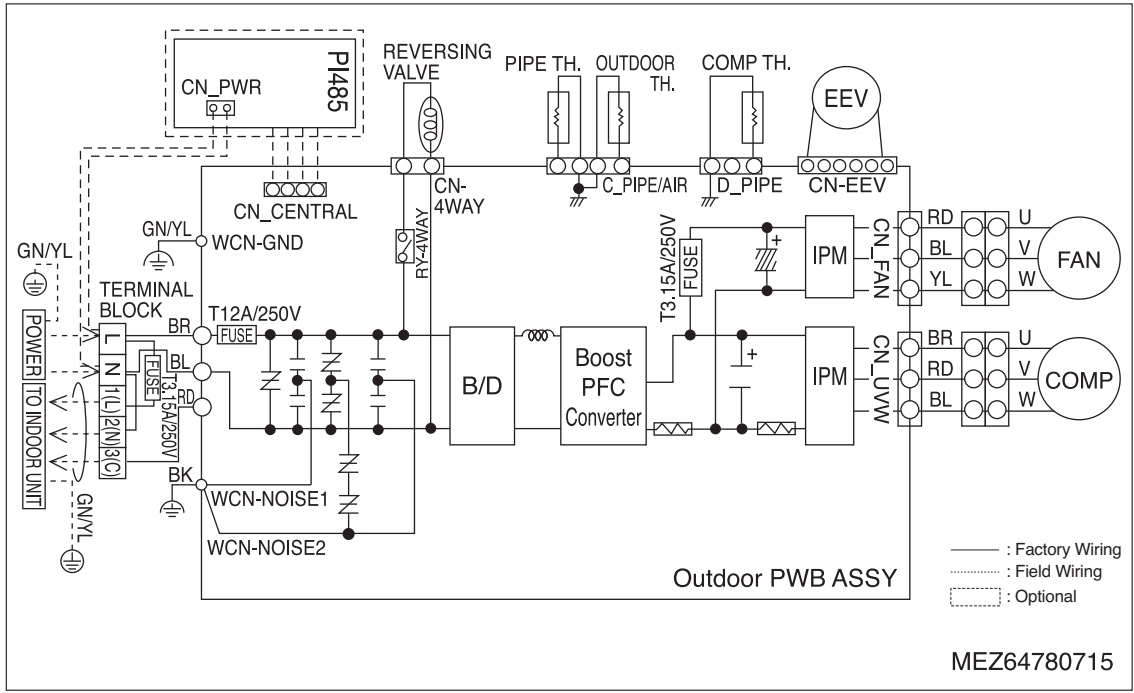 PI485
CN_PWR
CN_CENTRAL
REVERSING
VALVE
CN-
4WAY
RY-4WAY
PIPE TH.
OUTDOOR
TH.
C_PIPE/AIR
COMP TH.
D_PIPE
EEV
CN-EEV
GN/YL
WCN-GND
GN/YL
TERMINAL
BLOCK
POWER
TO INDOOR UNIT
L
N
1(L)
2(N)
3(C)
FUSE
T3.15A/250V
BR
BL
RD
BK
GN/YL
T12A/250V
FUSE
WCN-NOISE1
WCN-NOISE2
B/D
Boost
PFC
Converter
T3.15A/250V
FUSE
+
+
IPM
CN_FAN
RD
BL
YL
U
V
W
FAN
IPM
CN_UVW
BR
RD
BL
U
V
W
COMP
Outdoor PWB ASSY
: Factory Wiring
: Field Wiring
: Optional
MEZ64780715